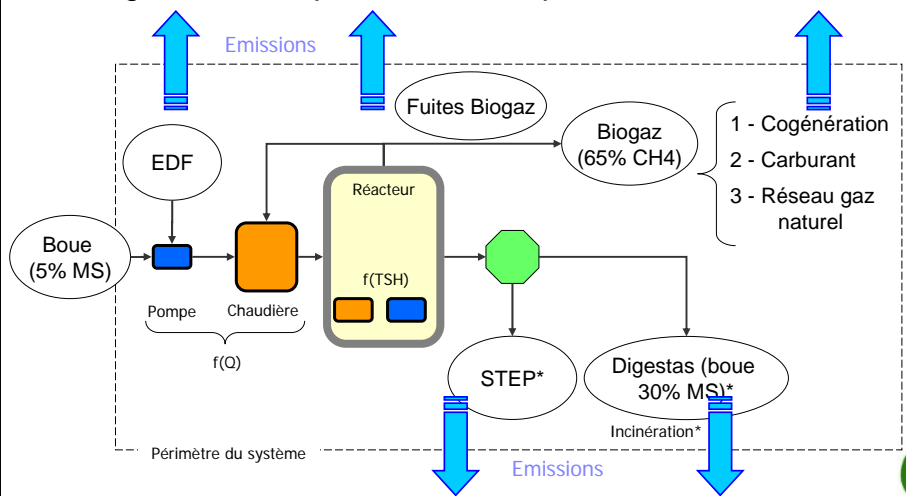 Emissions
Fuites Biogaz
Biogaz
(65% CH4)
1 - Cogénération
2 - Carburant
3 - Réseau gaz
naturel
EDF
Réacteur
Boue
(5% MS)
f(TSH)
Pompe
Chaudière
f(Q)
STEP*
Digestas (boue
30% MS)*
Incinération*
Périmètre du système
Emissions